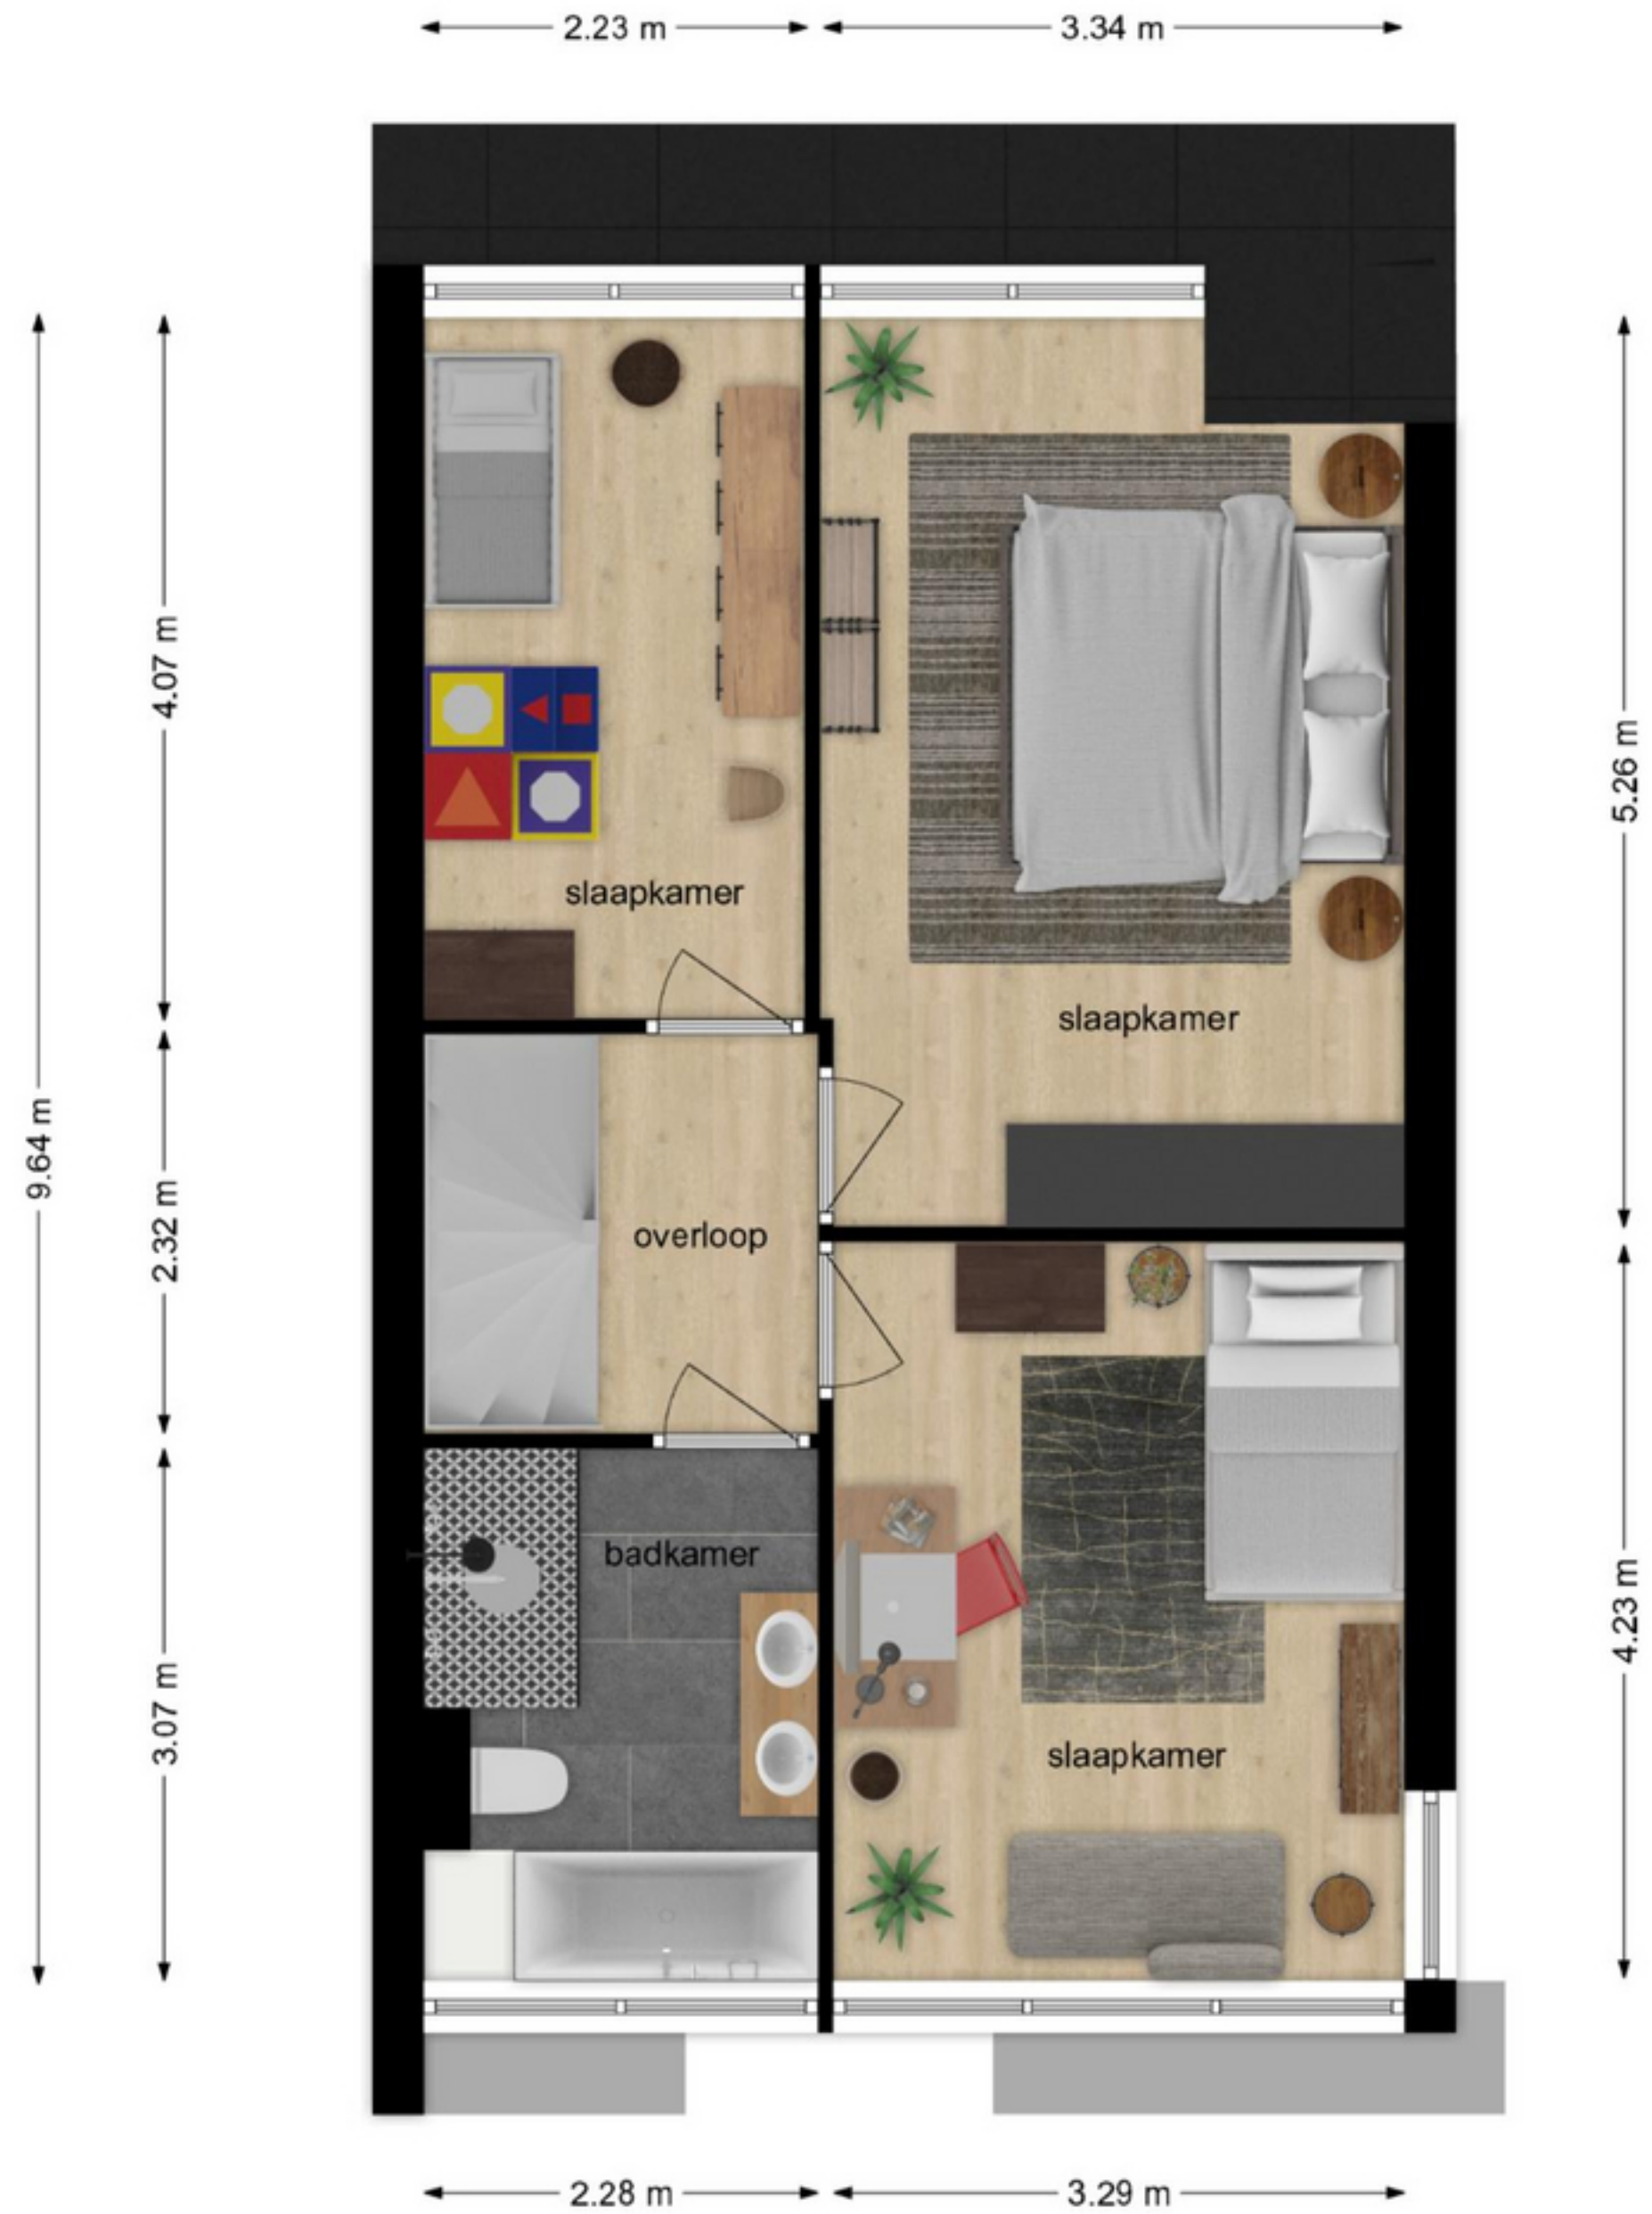 2.23 m
3.34 m
4.07 m
5.26 m
slaapkamer
slaapkamer
9.64 m
2.32 m
overloop
badkamer
4.23 m
3.07 m
slaapkamer
2.28 m
3.29 m